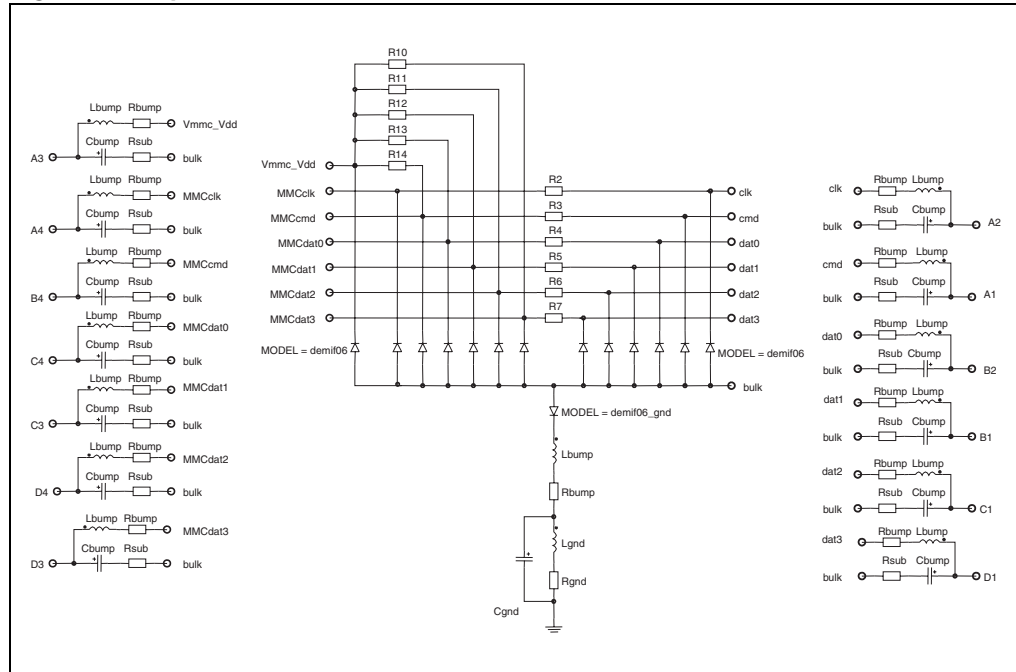 Lbump Rbump
Vmmc_Vdd
Cbump Rsub
A3
bulk
Lbump Rbump
MMCclk
Cbump Rsub
A4
bulk
Lbump Rbump
MMCcmd
Cbump Rsub
B4
bulk
Lbump Rbump
MMCdat0
Cbump Rsub
C4
bulk
Lbump Rbump
MMCdat1
Cbump Rsub
C3
bulk
Lbump Rbump
MMCdat2
Cbump Rsub
D4
bulk
Lbump Rbump
MMCdat3
Cbump Rsub
D3
bulk
R10
R11
R12
R13
Vmmc_Vdd
R14
MMCclk R2 clk
MMCcmd R3 cmd
MMCdat0 R4 dat0
MMCdat1 R5 dat1
MMCdat2 R6 dat2
MMCdat3 R7 dat3
MODEL = demif06
MODEL = demif06
bulk
MODEL = demif06_gnd
Lbump
Rbump
Lgnd
Rgnd
Cgnd
clk
Rbump Lbump
Rsub Cbump
bulk
A2
cmd
Rbump Lbump
Rsub Cbump
bulk
A1
dat0
Rbump Lbump
Rsub Cbump
bulk
B2
dat1
Rbump Lbump
Rsub Cbump
bulk
B1
dat2
Rbump Lbump
Rsub Cbump
bulk
C1
dat3
Rbump Lbump
Rsub Cbump
bulk
D1